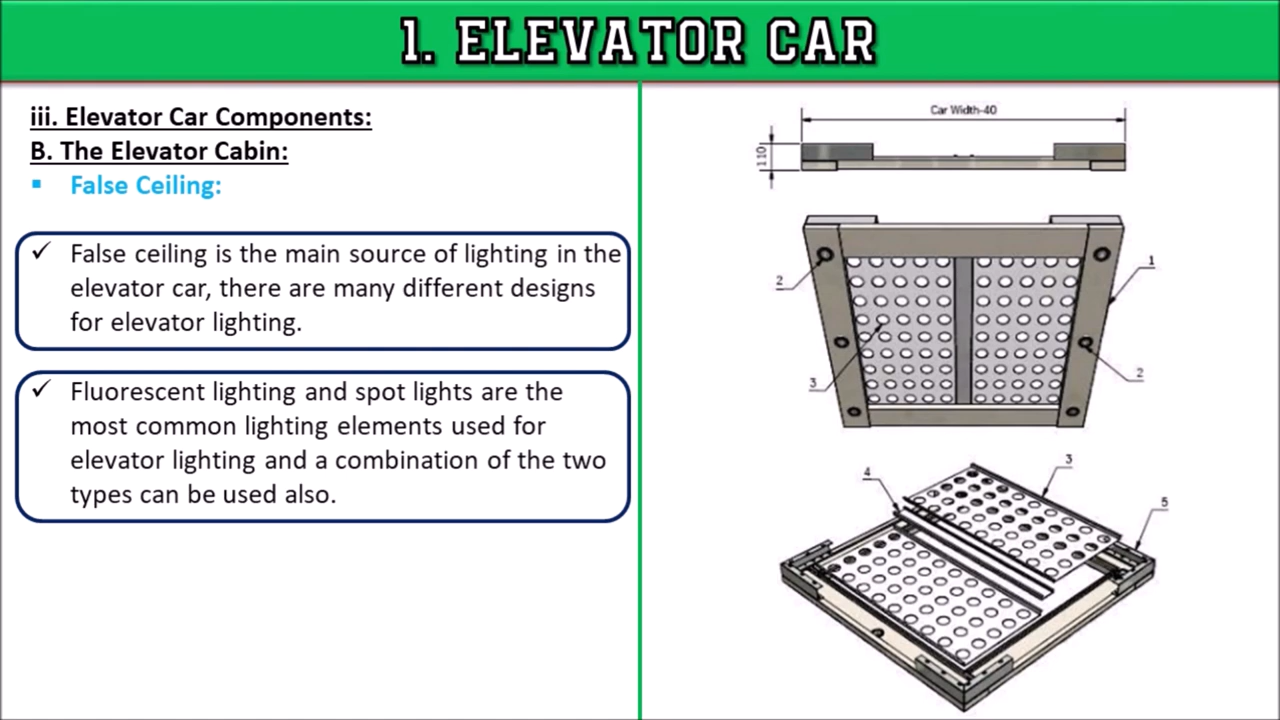 1. ELEVATOR CAR
iii. Elevator Car Components:
B. The Elevator Cabin:
▪ False Ceiling:
✓ False ceiling is the main source of lighting in the
elevator car, there are many different designs
for elevator lighting.
✓ Fluorescent lighting and spot lights are the
most common lighting elements used for
elevator lighting and a combination of the two
types can be used also.
Car Width-40
110
1
2
2
3
3
4
5